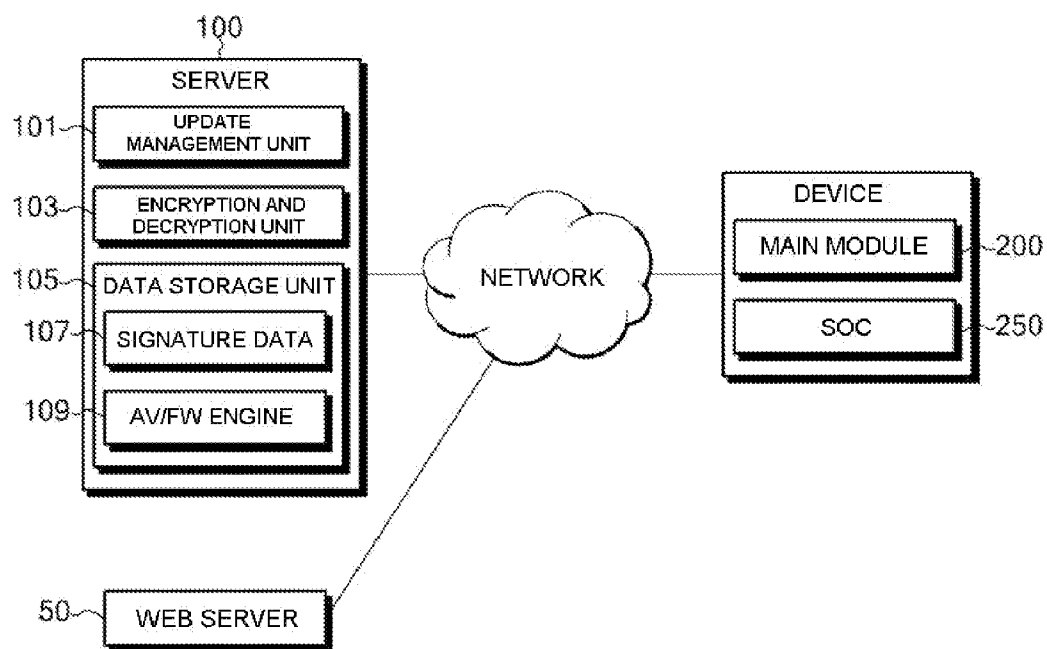 100
SERVER
101
UPDATE
MANAGEMENT UNIT
103
ENCRYPTION AND
DECRYPTION UNIT
105
DATA STORAGE UNIT
107
SIGNATURE DATA
109
AV/FW ENGINE
NETWORK
DEVICE
MAIN MODULE
200
SOC
250
50
WEB SERVER